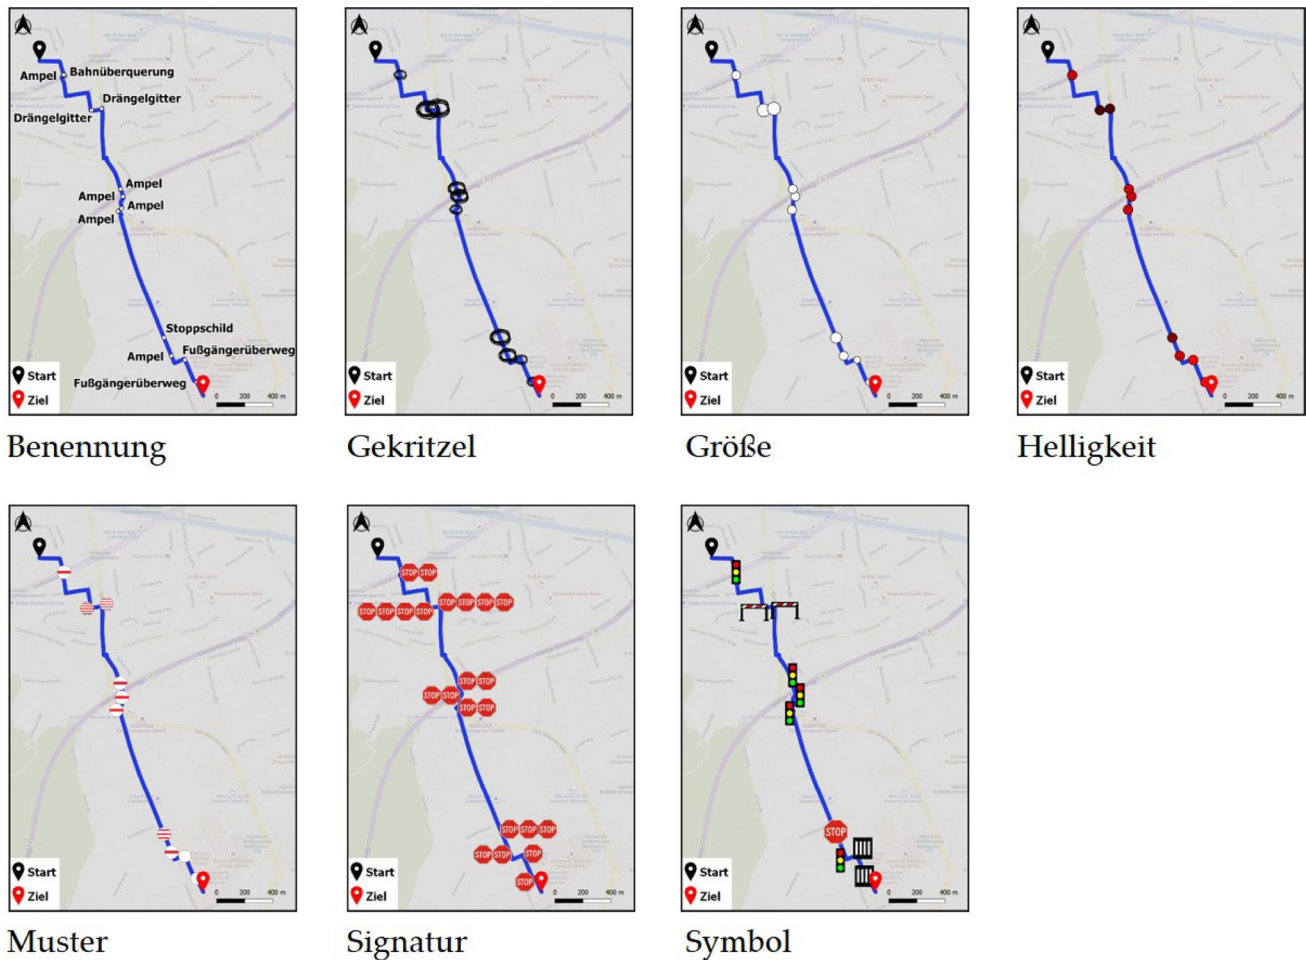 Ampel
Bahnüberquerung
Drängelgitter
Drängelgitter
Ampel
Ampel
Ampel
Ampel
Stoppschild
Ampel
Fußgängerüberweg
Fußgängerüberweg
Start
Ziel
0 200 400 m
Benennung
Start
Ziel
0 200 400 m
Gekritzel
Start
Ziel
0 200 400 m
Größe
Start
Ziel
0 200 400 m
Helligkeit
Start
Ziel
0 200 400 m
Muster
STOP STOP
STOP STOP STOP STOP
STOP STOP STOP STOP
STOP STOP
STOP STOP
STOP STOP
STOP STOP STOP
STOP STOP STOP
STOP
Start
Ziel
0 200 400 m
Signatur
STOP
Start
Ziel
0 200 400 m
Symbol